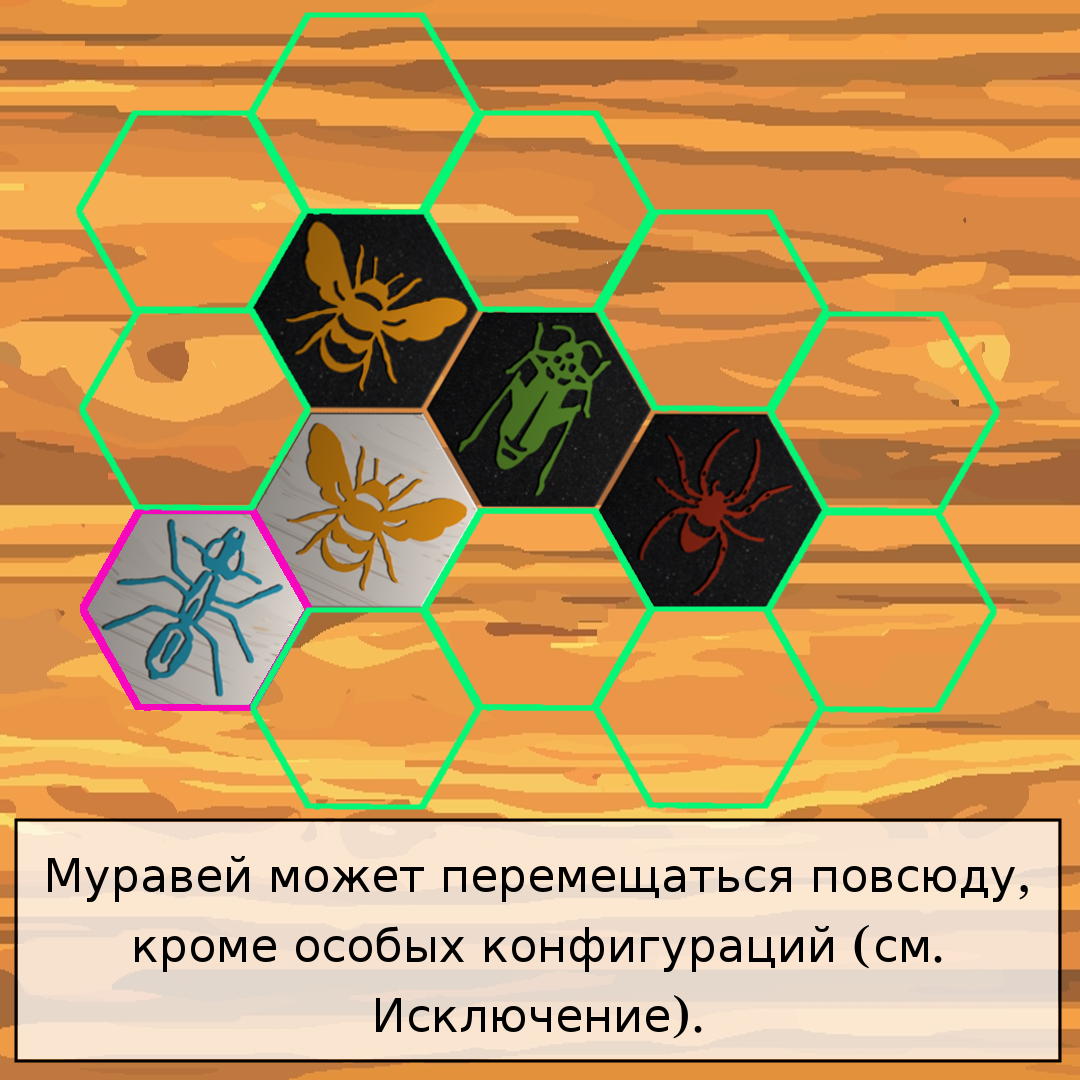 Муравей может перемещаться повсюду,
кроме особых конфигураций (см.
Исключение).